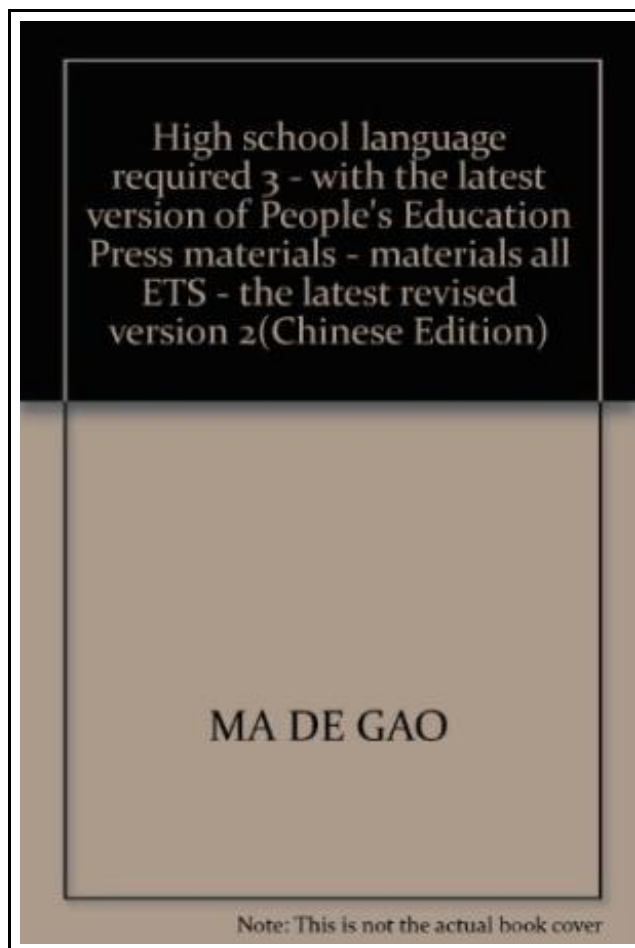 High school language
required 3 - with the latest
version of People's Education
Press materials - materials all
ETS - the latest revised
version 2(Chinese Edition)
MA DE GAO
Note: This is not the actual book cover